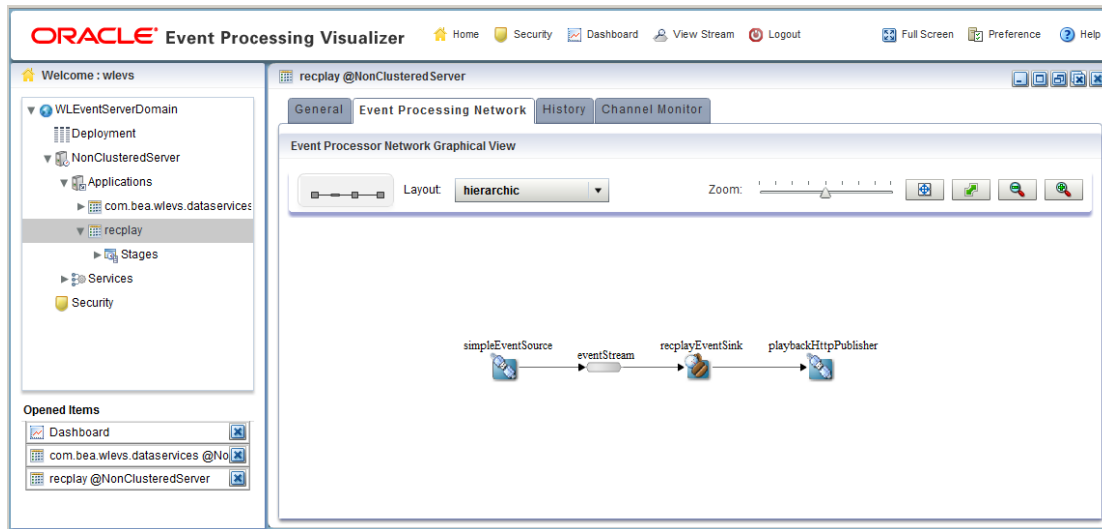 ORACLE Event Processing Visualizer Home Security Dashboard View Stream Logout Full Screen Preference Help
Welcome : wlevs
WLEventServerDomain
Deployment
NonClusteredServer
Applications
com.bea.wlevs.dataservices
recplay
Stages
Services
Security
Opened Items
Dashboard
com.bea.wlevs.dataservices @No
recplay @NonClusteredServer
recplay @NonClusteredServer
General Event Processing Network History Channel Monitor
Event Processor Network Graphical View
Layout: hierarchic Zoom:
simpleEventSource eventStream recplayEventSink playbackHttpPublisher